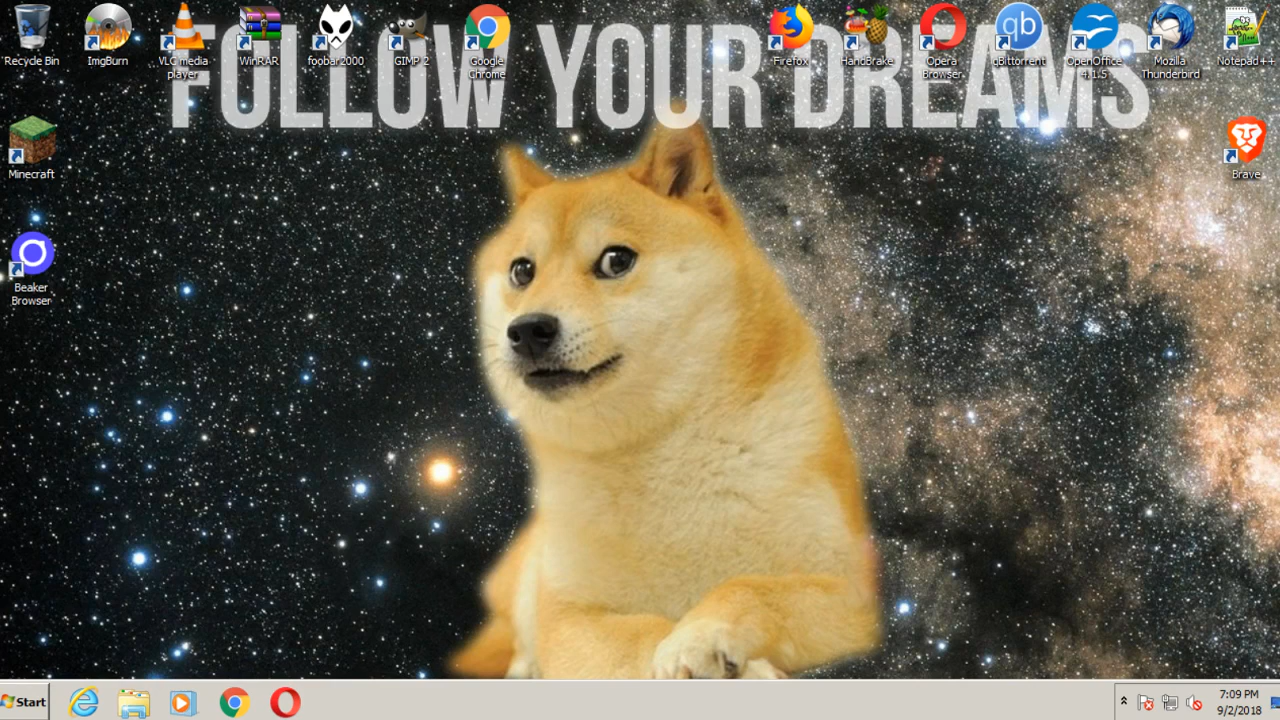 FOLLOW YOUR DREAMS
Recycle Bin
ImgBurn
VLC media
player
WinRAR
foobar2000
GIMP 2
Google
Chrome
Firefox
HandBrake
Opera
Browser
qb
qBittorrent
OpenOffice
4.1.5
Mozilla
Thunderbird
Notepad++
Minecraft
Brave
Beaker
Browser
Start
7:09 PM
9/2/2018